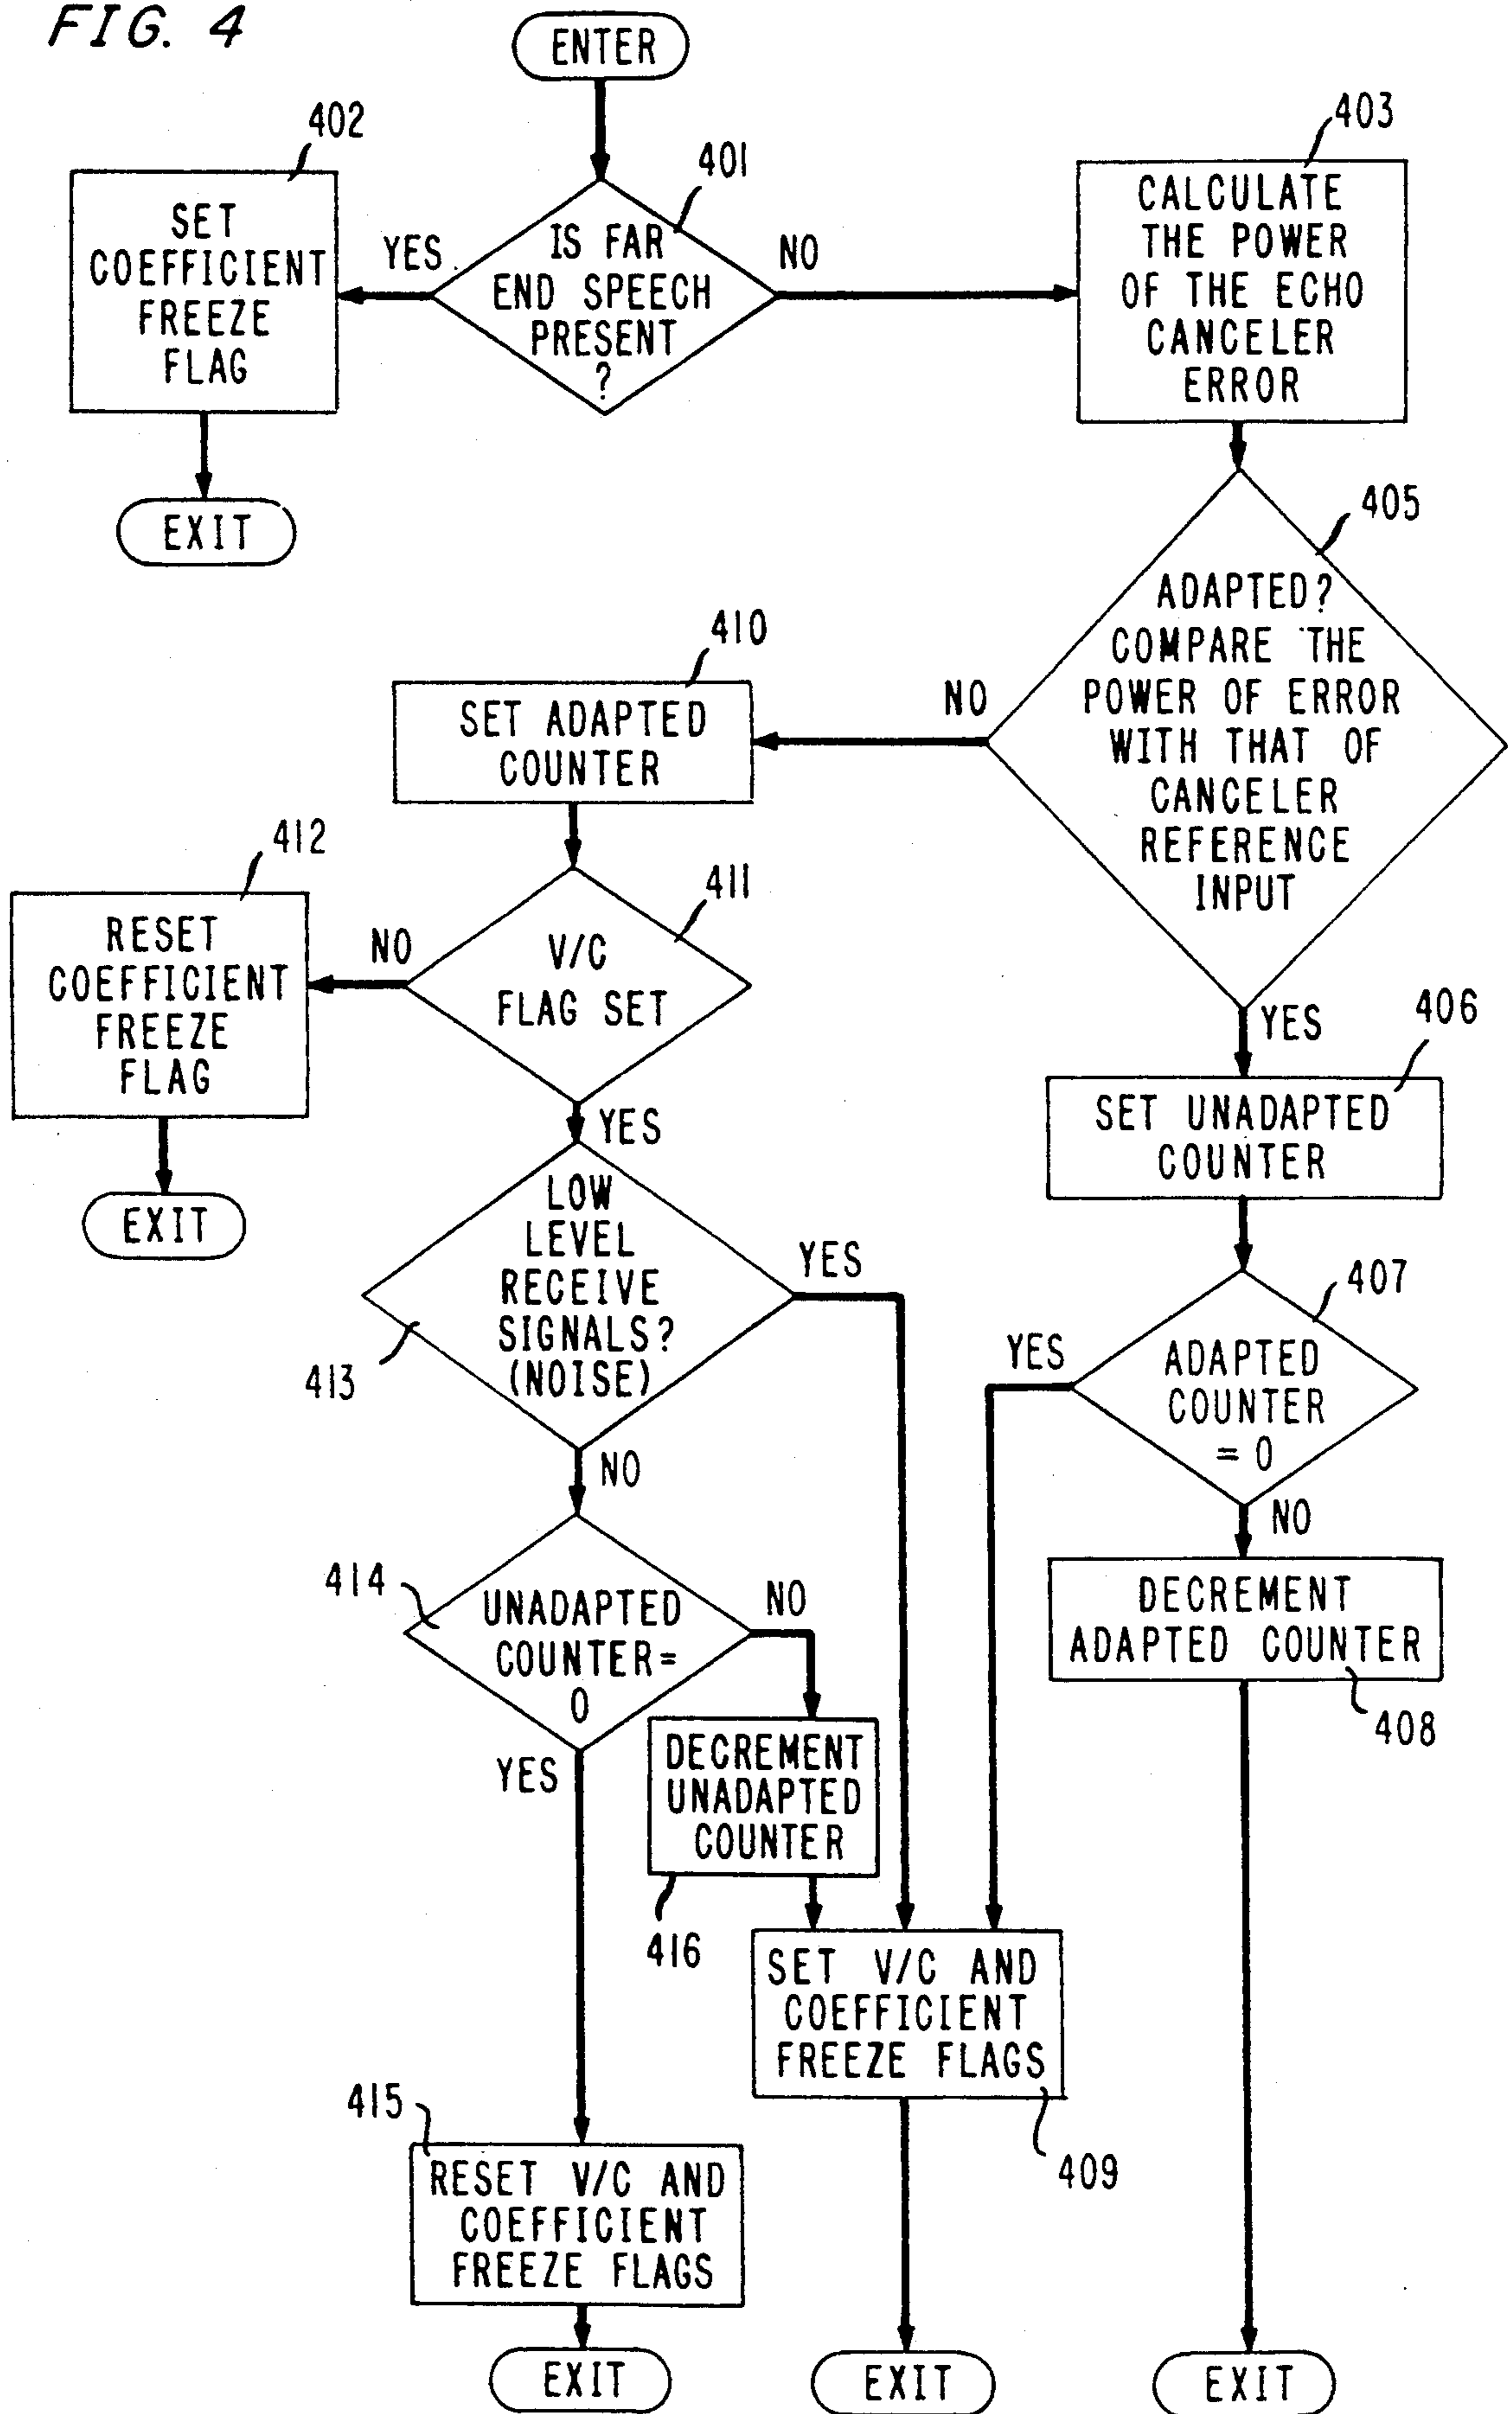 FIG. 4
ENTER
402
401
403
SET
COEFFICIENT
FREEZE
FLAG
YES
IS FAR
END SPEECH
PRESENT
?
NO
CALCULATE
THE POWER
OF THE ECHO
CANCELER
ERROR
EXIT
405
ADAPTED?
COMPARE THE
POWER OF ERROR
WITH THAT OF
CANCELER
REFERENCE
INPUT
NO
YES
410
SET ADAPTED
COUNTER
411
V/C
FLAG SET
NO
YES
412
RESET
COEFFICIENT
FREEZE
FLAG
EXIT
406
SET UNADAPTED
COUNTER
407
ADAPTED
COUNTER
= 0
YES
NO
413
LOW
LEVEL
RECEIVE
SIGNALS?
(NOISE)
YES
NO
408
DECREMENT
ADAPTED COUNTER
414
UNADAPTED
COUNTER =
0
NO
YES
DECREMENT
UNADAPTED
COUNTER
416
SET V/C AND
COEFFICIENT
FREEZE FLAGS
409
415
RESET V/C AND
COEFFICIENT
FREEZE FLAGS
EXIT
EXIT
EXIT